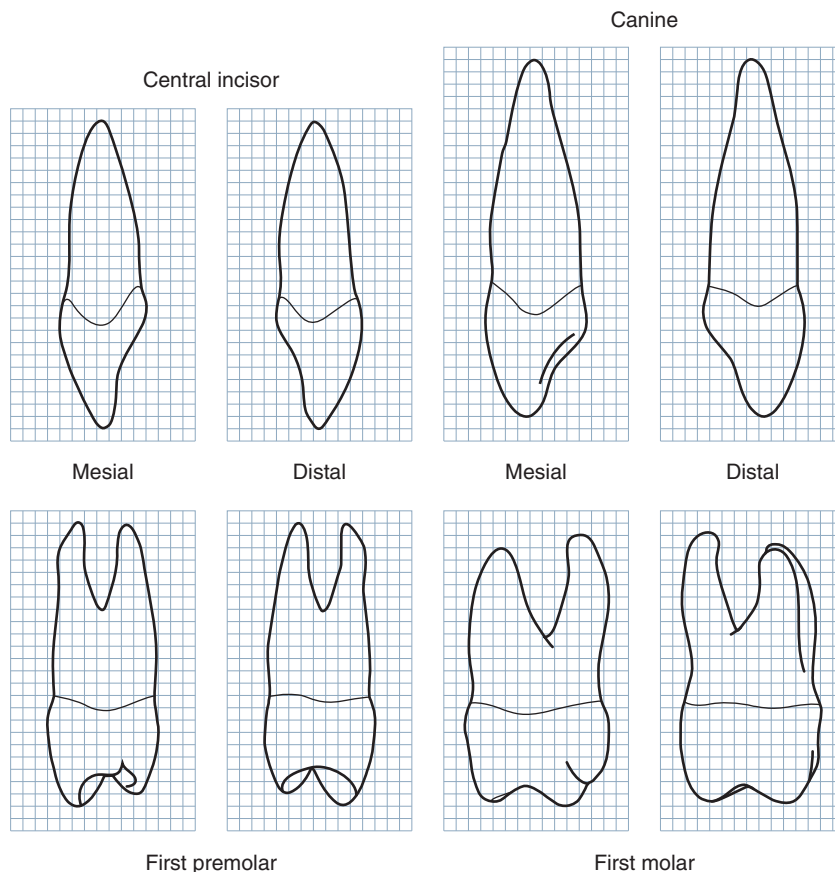 Canine
Central incisor
Mesial Distal Mesial Distal
First premolar First molar